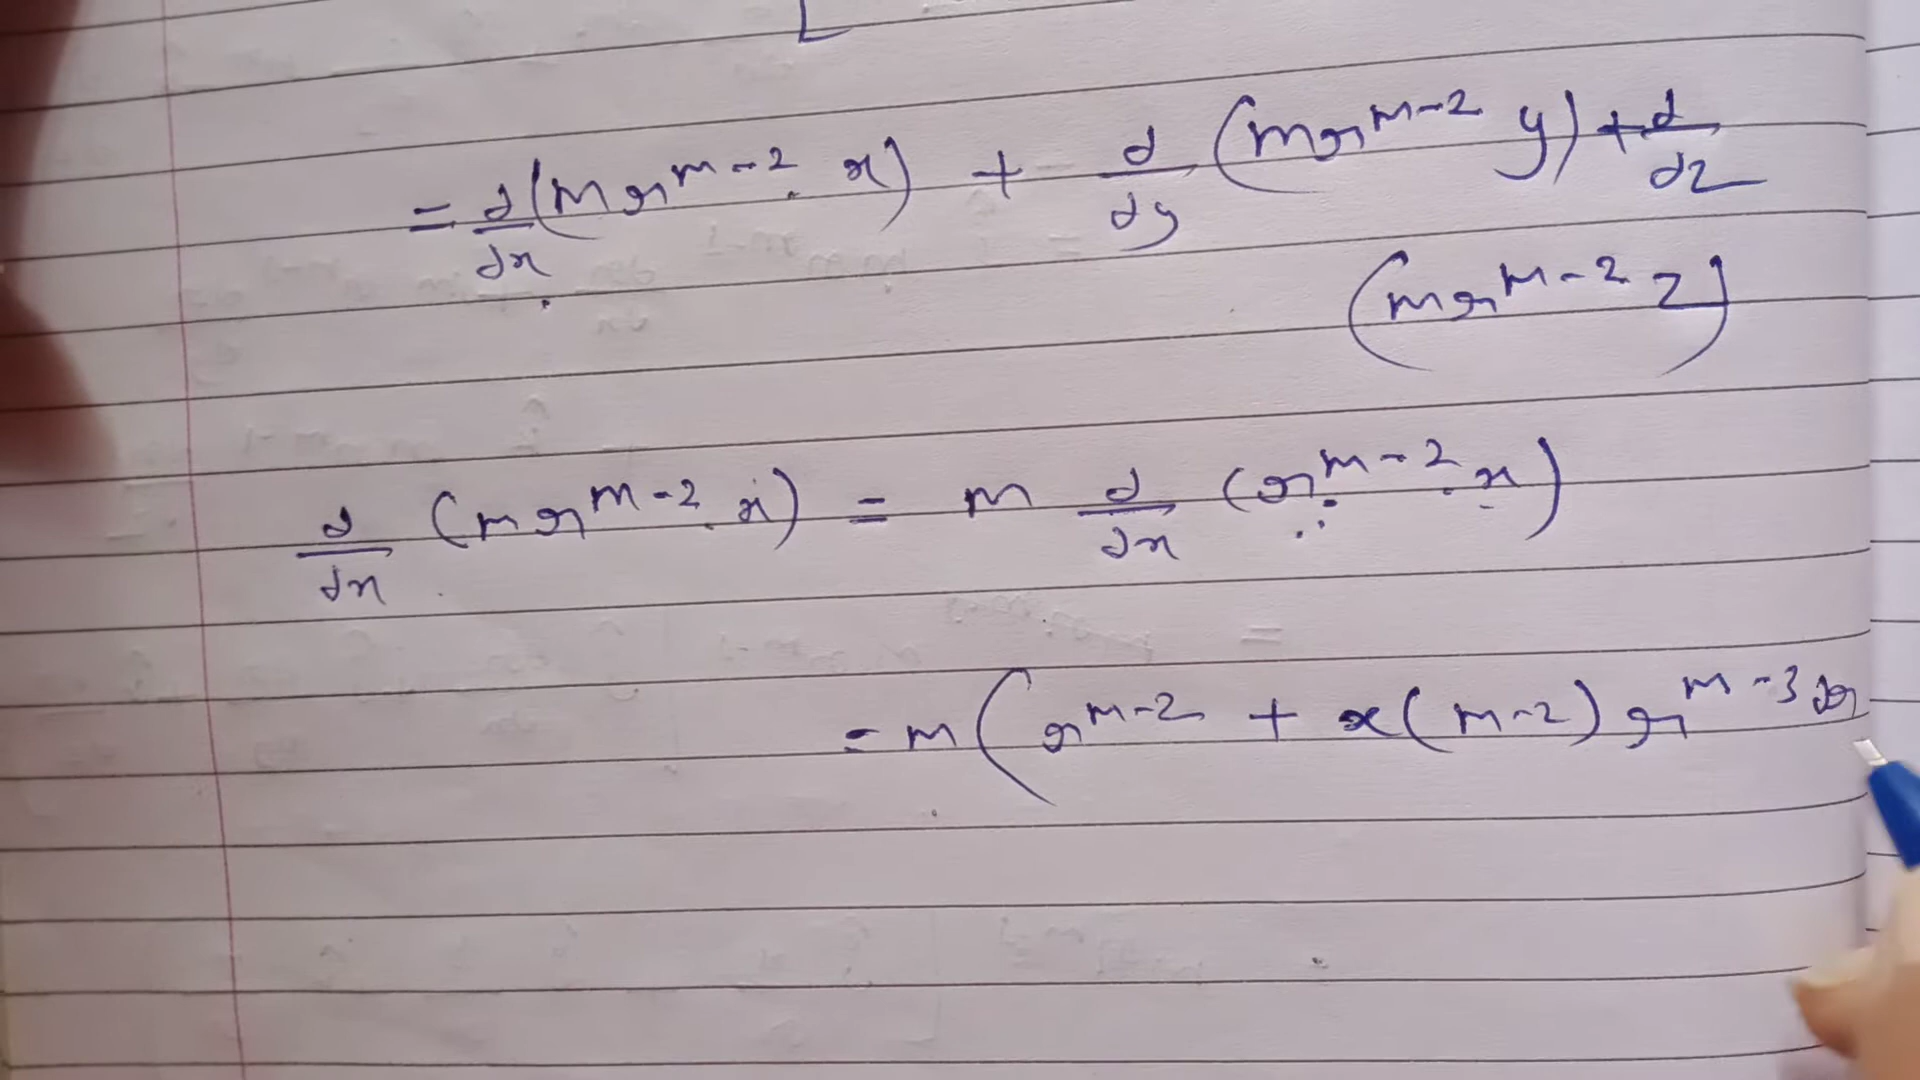 = ∂/∂x (m r^{m-2} x) + ∂/∂y (m r^{m-2} y) + ∂/∂z
(m r^{m-2} z)
∂/∂x (m r^{m-2} x) = m ∂/∂x (r^{m-2} x)
= m ( r^{m-2} + x (m-2) r^{m-3} ∂r